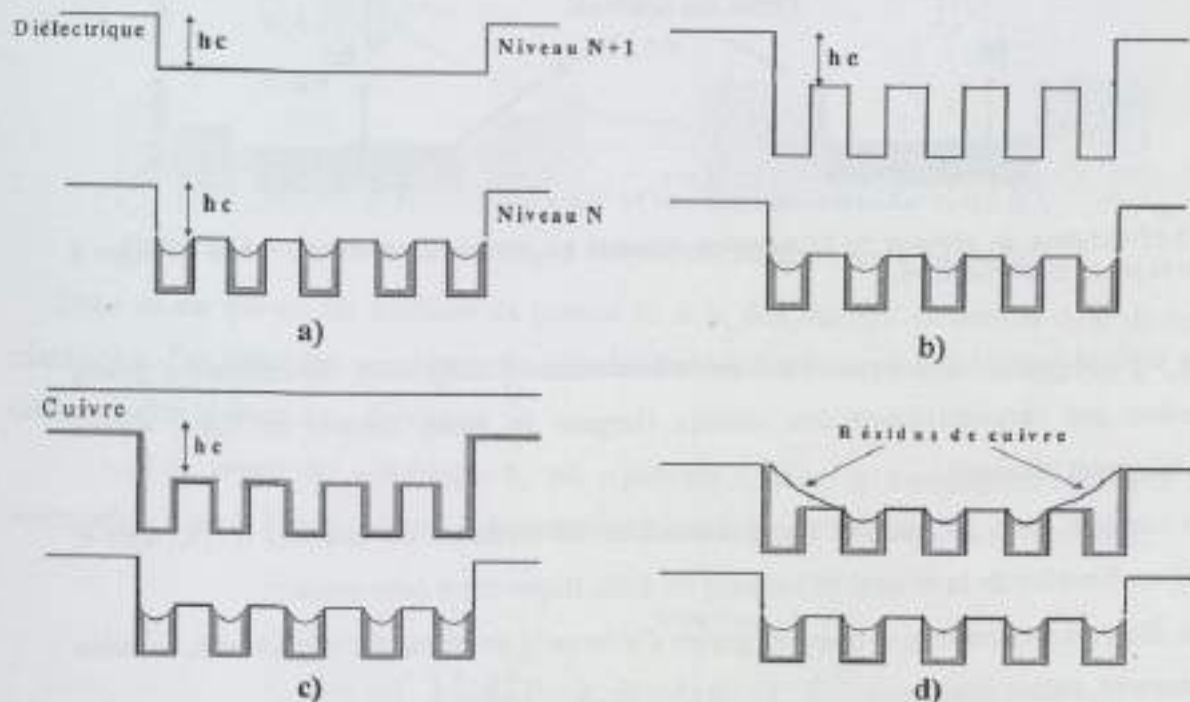 Diélectrique
hc
Niveau N+1
hc
Niveau N
a)
hc
b)
Cuivre
hc
c)
Résidus de cuivre
d)